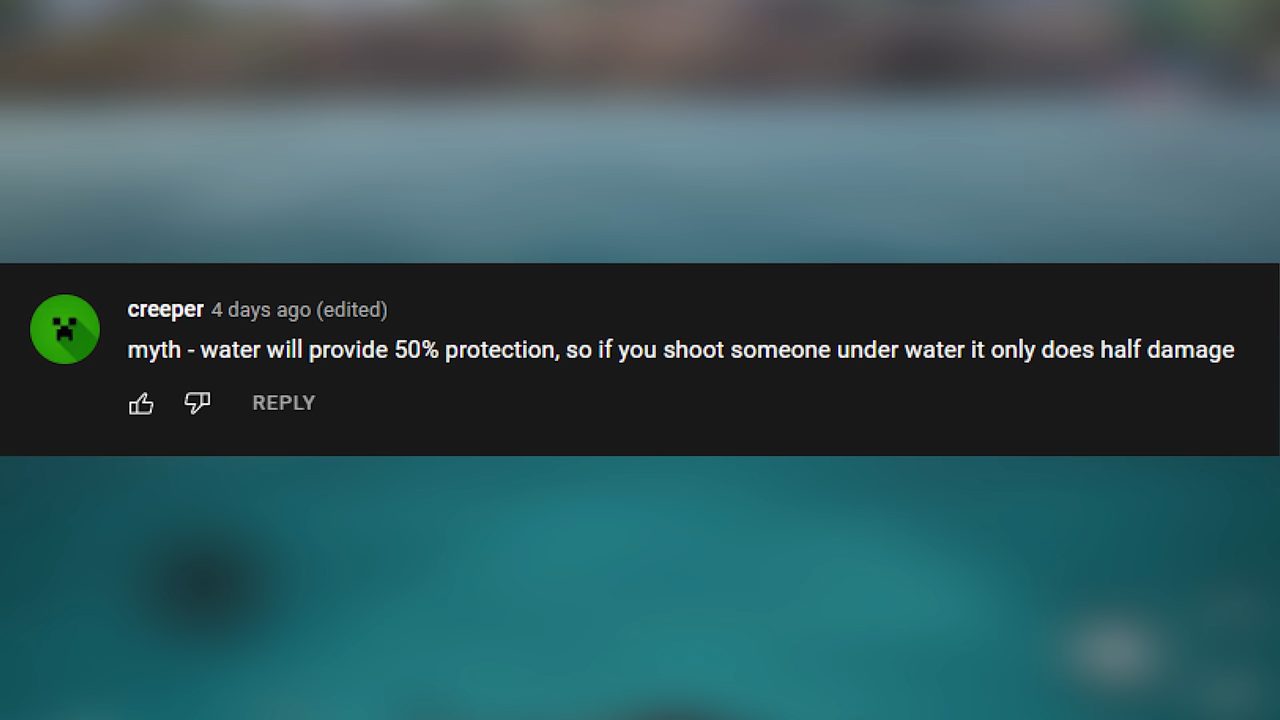 creeper 4 days ago (edited)
myth - water will provide 50% protection, so if you shoot someone under water it only does half damage
REPLY